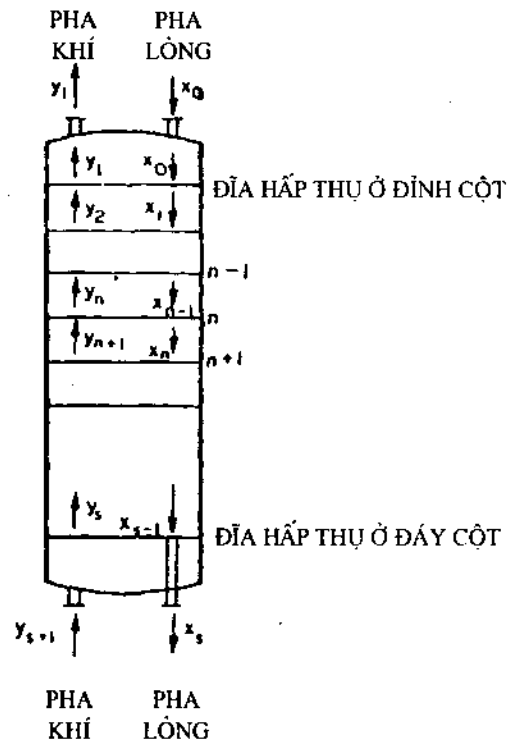 PHA PHA
KHÍ LỎNG
y₁ x₀
y₁ x₀
ĐĨA HẤP THỤ Ở ĐỈNH CỘT
y₂ x₁
n-1
yₙ xₙ₋₁
n
yₙ₊₁ xₙ
n+1
yₛ xₛ₋₁
ĐĨA HẤP THỤ Ở ĐÁY CỘT
yₛ₊₁ xₛ
PHA PHA
KHÍ LỎNG